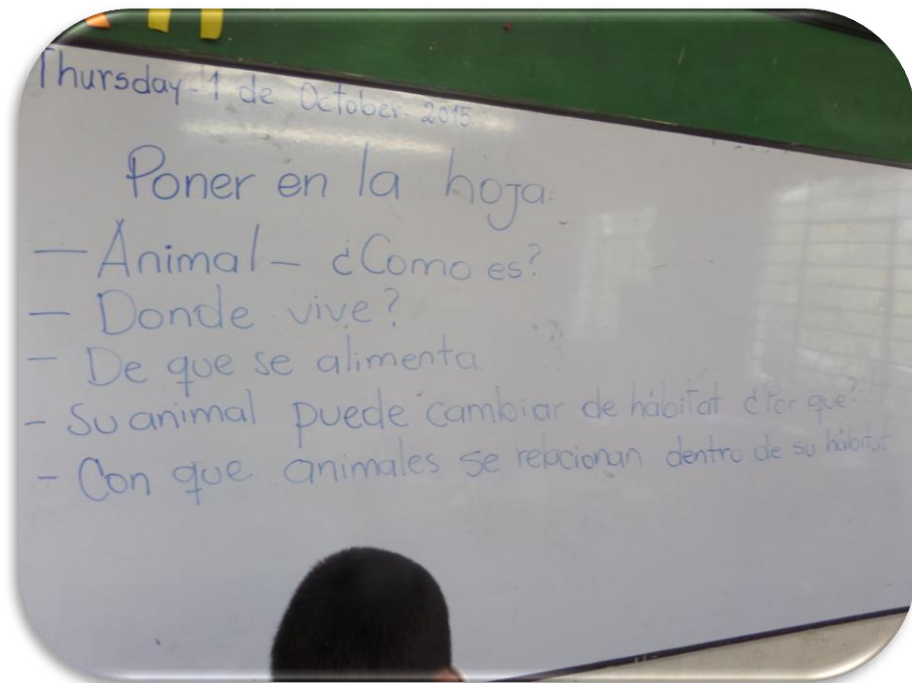 Thursday-1 de October-2015.
Poner en la hoja:
— Animal - ¿Como es?
— Donde vive?
- De que se alimenta
- Su animal puede cambiar de hábitat ¿Por que?
- Con que animales se relacionan dentro de su hábitat